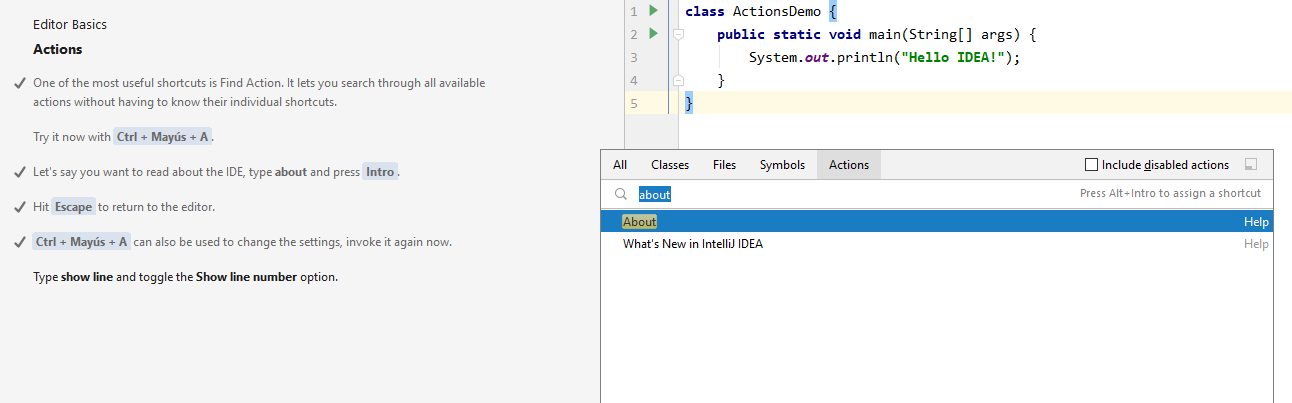 Editor Basics
Actions
One of the most useful shortcuts is Find Action. It lets you search through all available
actions without having to know their individual shortcuts.
Try it now with Ctrl + Mayús + A.
Let's say you want to read about the IDE, type about and press Intro.
Hit Escape to return to the editor.
Ctrl + Mayús + A can also be used to change the settings, invoke it again now.
Type show line and toggle the Show line number option.
1 class ActionsDemo {
2 public static void main(String[] args) {
3 System.out.println("Hello IDEA!");
4 }
5 }
All Classes Files Symbols Actions Include disabled actions
about Press Alt+Intro to assign a shortcut
About Help
What's New in IntelliJ IDEA Help